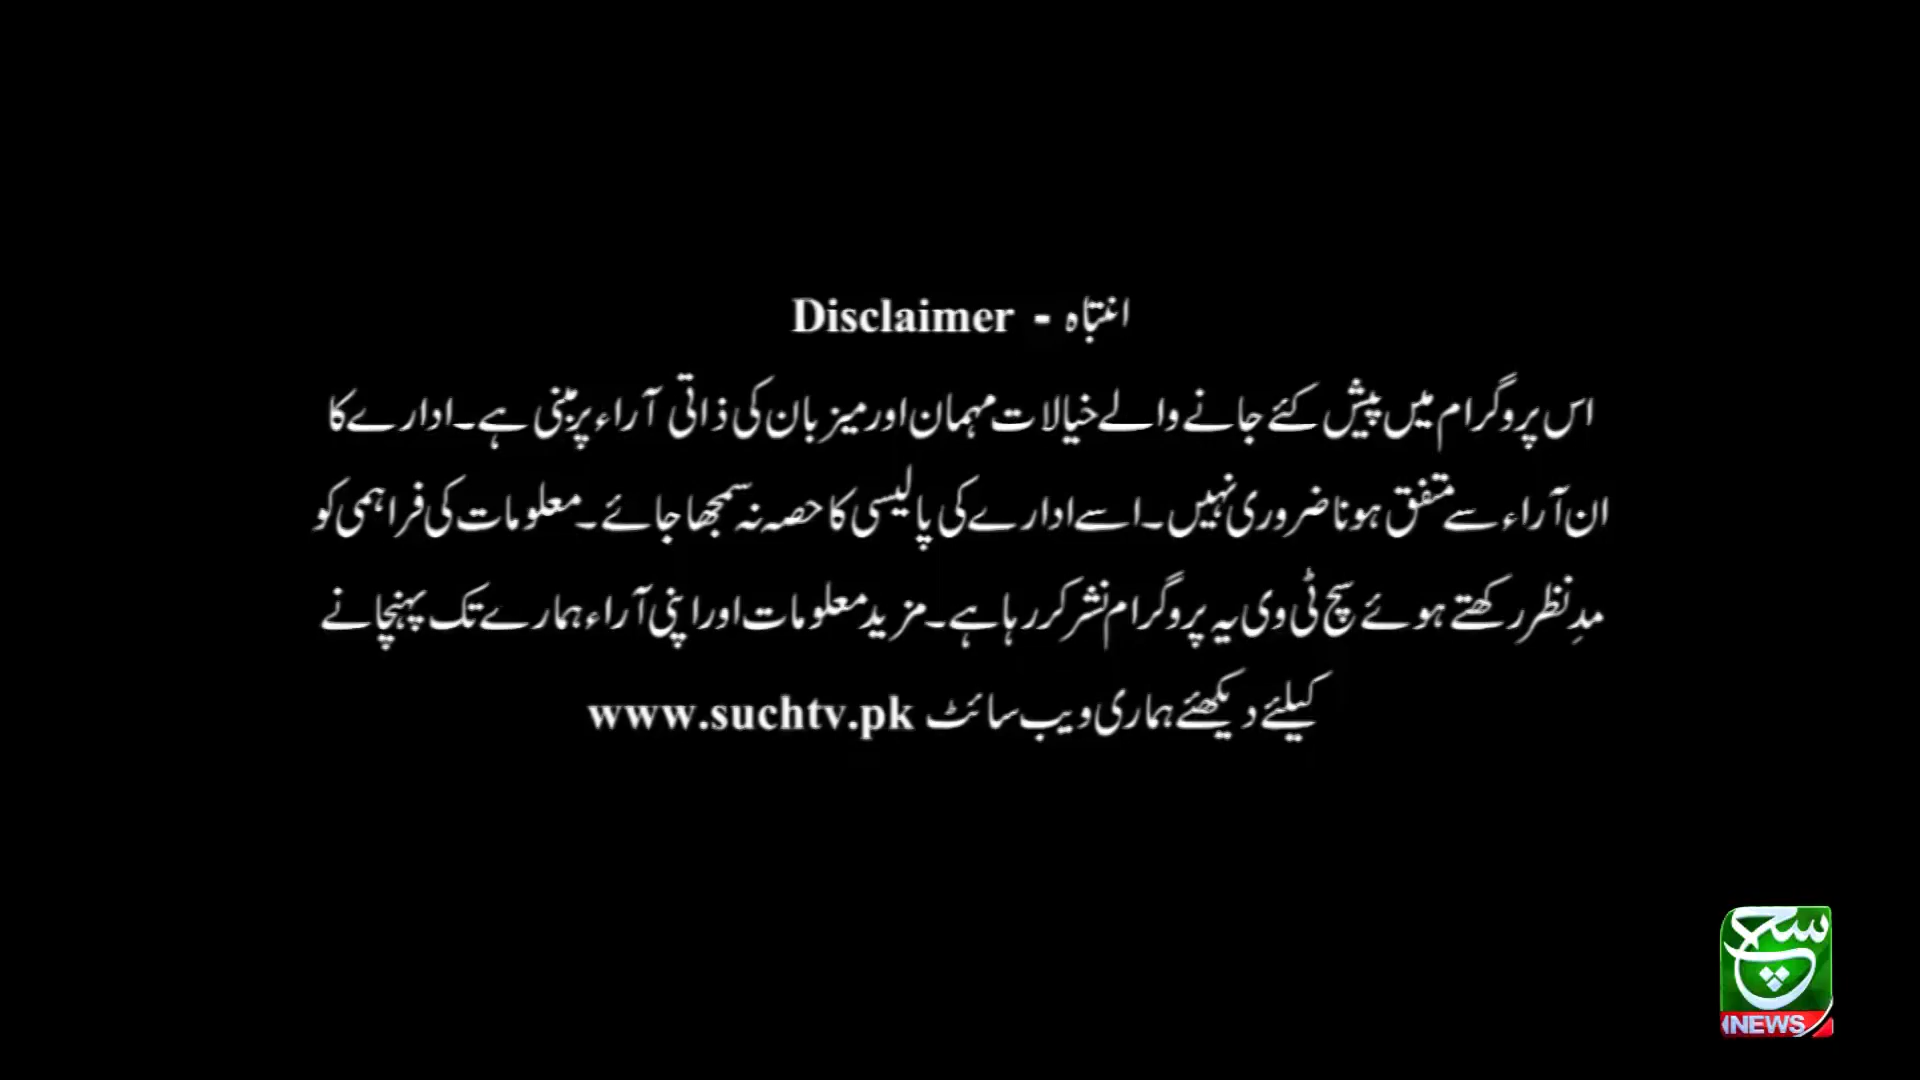 انتباہ - Disclaimer
اس پروگرام میں پیش کئے جانے والے خیالات مہمان اور میزبان کی ذاتی آراء پر مبنی ہے۔ ادارے کا
ان آراء سے متفق ہونا ضروری نہیں۔ اسے ادارے کی پالیسی کا حصہ نہ سمجھا جائے۔ معلومات کی فراہمی کو
مدِنظر رکھتے ہوئے سچ ٹی وی یہ پروگرام نشر کر رہا ہے۔ مزید معلومات اور اپنی آراء ہمارے تک پہنچانے
کیلئے دیکھئے ہماری ویب سائٹ www.suchtv.pk
سچ
NEWS